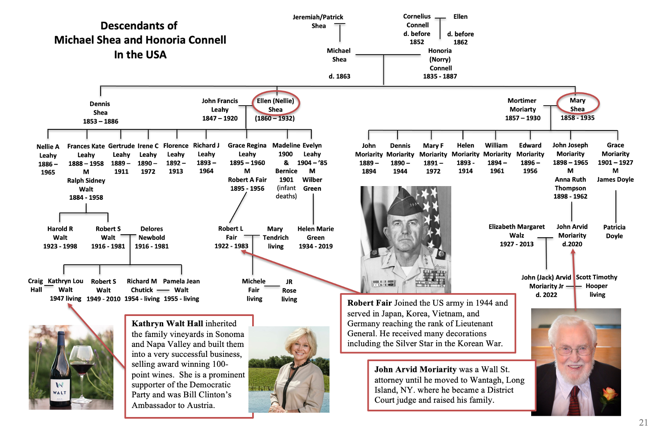 Descendants of
Michael Shea and Honoria Connell
In the USA
Jeremiah/Patrick
Shea
Cornelius
Connell
d. before
1852
Ellen
d. before
1862
Michael
Shea
d. 1863
Honoria
(Norry)
Connell
1835 - 1887
Dennis
Shea
1853 – 1886
John Francis
Leahy
1847 – 1920
Ellen (Nellie)
Shea
(1860 – 1932)
Mortimer
Moriarty
1857 – 1930
Mary
Shea
1858 - 1935
Nellie A
Leahy
1886 –
1965
Frances Kate
Leahy
1888 – 1958
M
Ralph Sidney
Walt
1884 - 1958
Gertrude
Leahy
1889 –
1911
Irene C
Leahy
1890 –
1972
Florence
Leahy
1892 –
1913
Richard J
Leahy
1893 –
1964
Grace Regina
Leahy
1895 – 1960
M
Robert A Fair
1895 - 1956
Madeline
1900
&
Bernice
1901
(infant
deaths)
Evelyn
Leahy
1904 – '85
M
Wilber
Green
John
Moriarity
1889 –
1894
Dennis
Moriarity
1890 –
1944
Mary F
Moriarity
1891 –
1972
Helen
Moriarity
1893 -
1914
William
Moriarity
1894 –
1961
Edward
Moriarity
1896 –
1956
John Joseph
Moriarity
1898 – 1965
M
Anna Ruth
Thompson
1898 - 1962
Grace
Moriarity
1901 – 1927
M
James Doyle
Harold R
Walt
1923 - 1998
Robert S
Walt
1916 - 1981
Delores
Newbold
1916 - 1981
Robert L
Fair
1922 - 1983
Mary
Tendrich
living
Helen Marie
Green
1934 - 2019
Elizabeth Margaret
Walz
1927 - 2013
John Arvid
Moriarity
d.2020
Patricia
Doyle
Craig
Hall
Kathryn Lou
Walt
1947 living
Robert S
Walt
1949 - 2010
Richard M
Chutick
1954 - living
Pamela Jean
Walt
1955 - living
Michele
Fair
living
JR
Rose
living
John (Jack) Arvid
Moriarity Jr
d. 2022
Scott Timothy
Hooper
living
Robert Fair Joined the US army in 1944 and
served in Japan, Korea, Vietnam, and
Germany reaching the rank of Lieutenant
General. He received many decorations
including the Silver Star in the Korean War.
Kathryn Walt Hall inherited
the family vineyards in Sonoma
and Napa Valley and built them
into a very successful business,
selling award winning 100-
point wines. She is a prominent
supporter of the Democratic
Party and was Bill Clinton's
Ambassador to Austria.
John Arvid Moriarity was a Wall St.
attorney until he moved to Wantagh, Long
Island, NY. where he became a District
Court judge and raised his family.
WALT
21